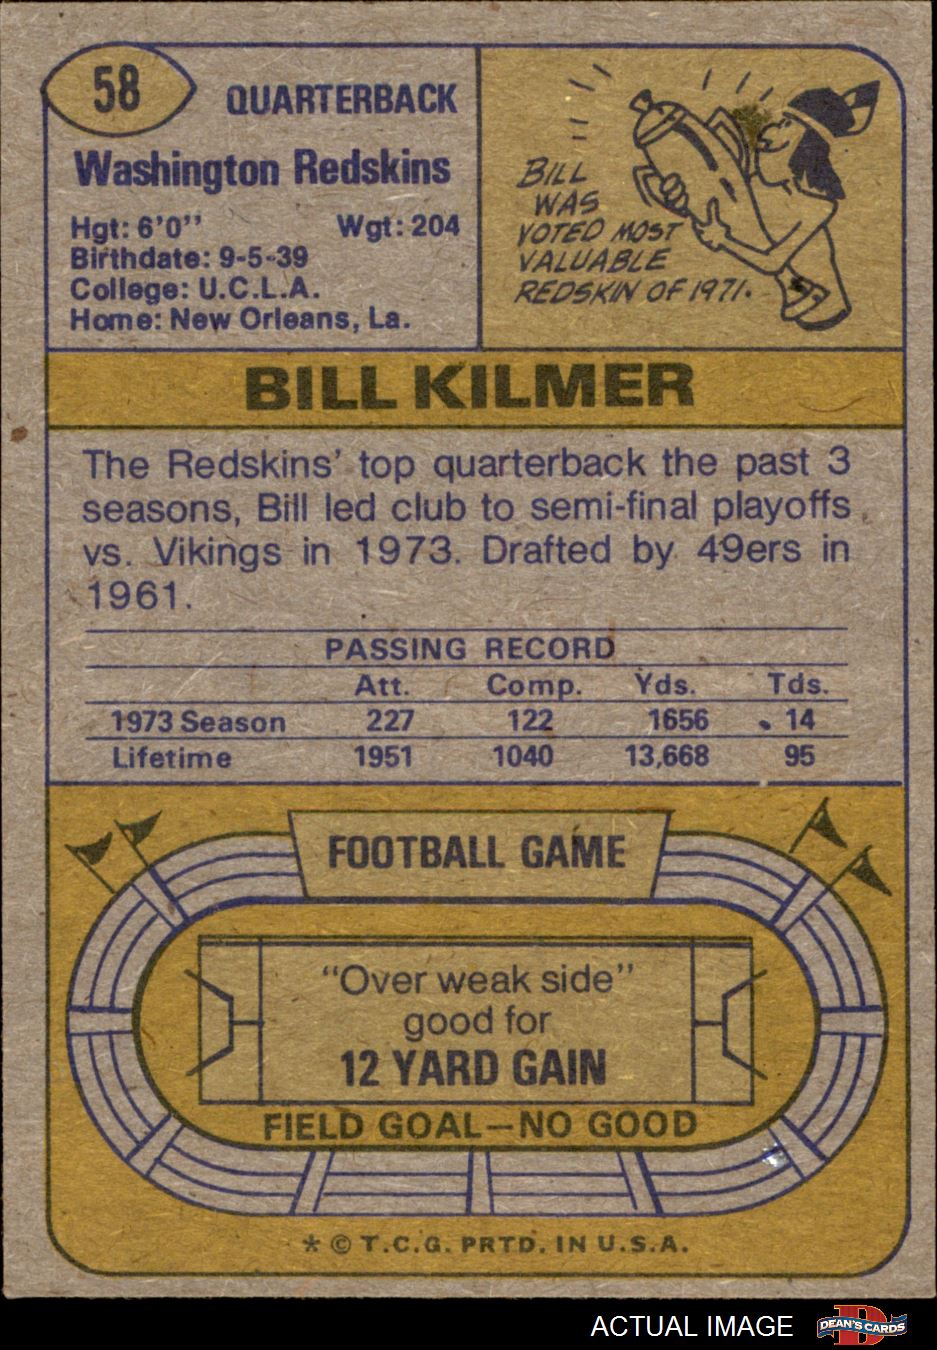 58
QUARTERBACK
Washington Redskins
Hgt: 6'0" Wgt: 204
Birthdate: 9-5-39
College: U.C.L.A.
Home: New Orleans, La.
BILL
WAS
VOTED MOST
VALUABLE
REDSKIN OF 1971.
BILL KILMER
The Redskins' top quarterback the past 3
seasons, Bill led club to semi-final playoffs
vs. Vikings in 1973. Drafted by 49ers in
1961.
PASSING RECORD
Att. Comp. Yds. Tds.
1973 Season 227 122 1656 14
Lifetime 1951 1040 13,668 95
FOOTBALL GAME
"Over weak side"
good for
12 YARD GAIN
FIELD GOAL—NO GOOD
* © T.C.G. PRTD. IN U.S.A.
ACTUAL IMAGE
D
DEAN'S CARDS